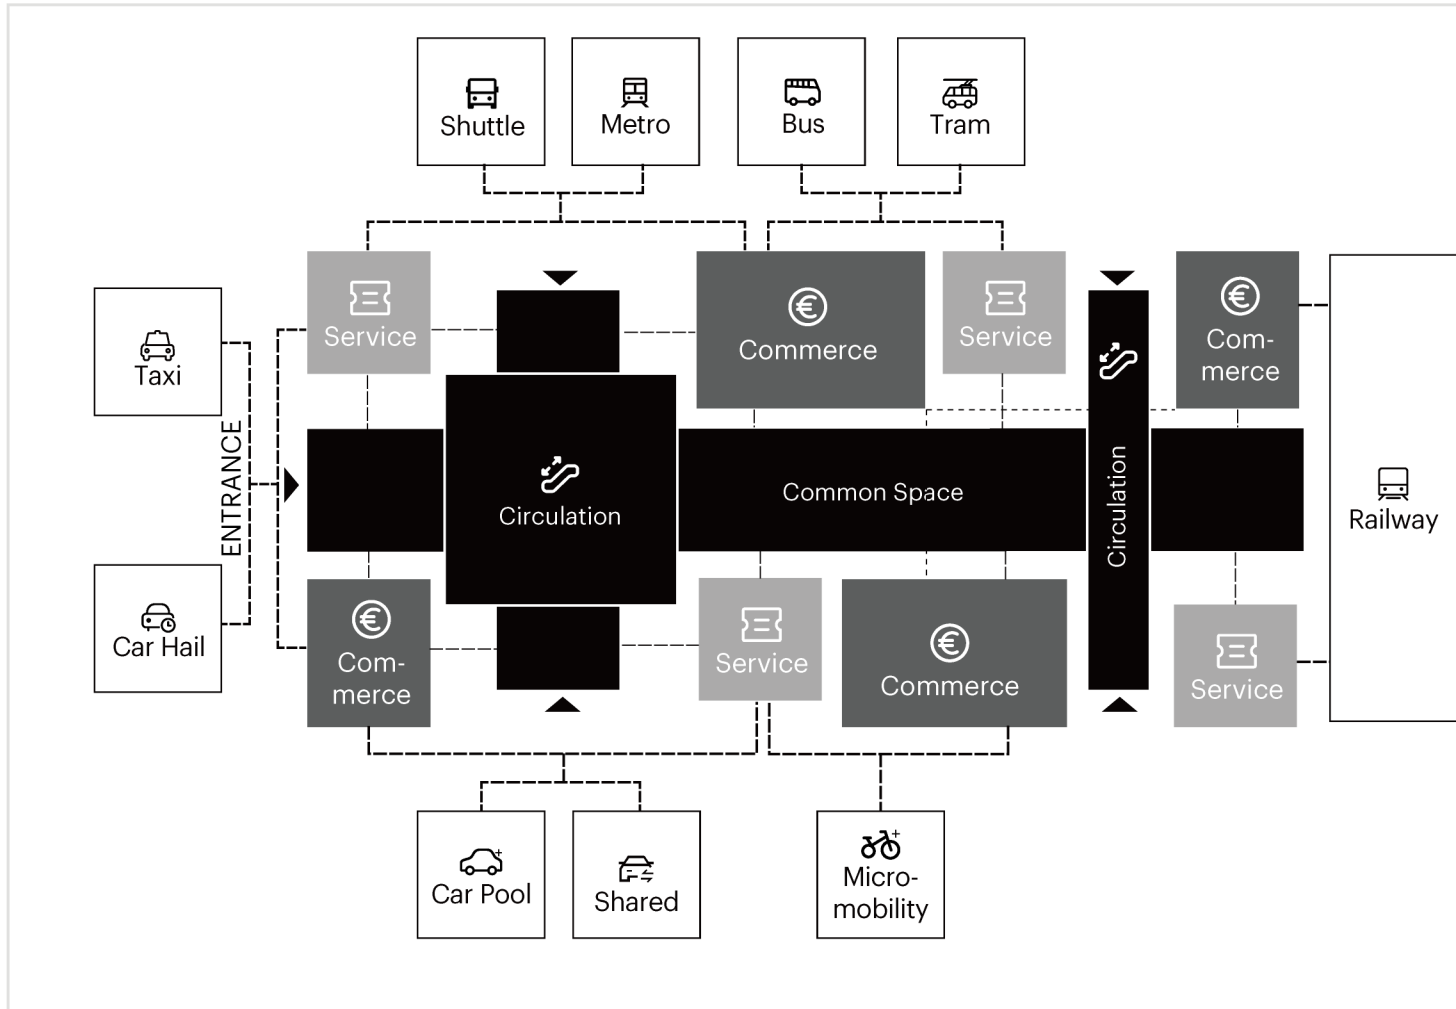 Shuttle
Metro
Bus
Tram
Taxi
Service
Commerce
Service
Com-
merce
ENTRANCE
Circulation
Common Space
Circulation
Railway
Car Hail
Com-
merce
Service
Commerce
Service
Car Pool
Shared
Micro-
mobility